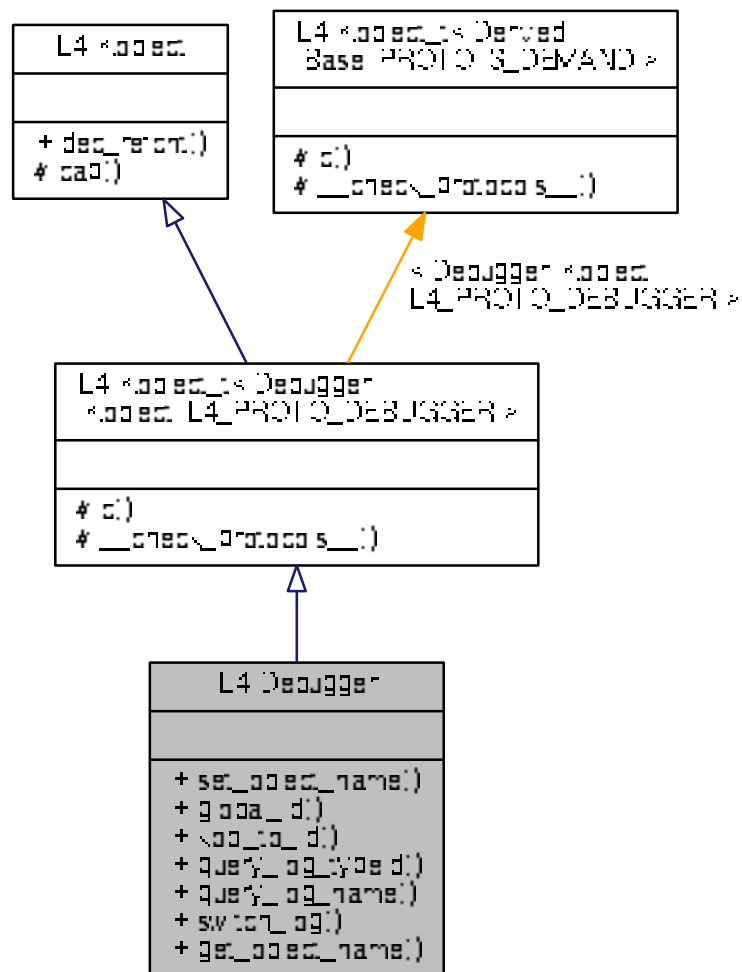 L4::Kobject
+ dec_refcnt()
# cap()
L4::Kobject_t< Derived,
Base, PROTO, S_DEMAND >
# c()
# __check_protocols__()
< Debugger, Kobject,
L4_PROTO_DEBUGGER >
L4::Kobject_t< Debugger,
Kobject, L4_PROTO_DEBUGGER >
# c()
# __check_protocols__()
L4::Debugger
+ set_object_name()
+ global_id()
+ kobj_to_id()
+ query_log_typeid()
+ query_log_name()
+ switch_log()
+ get_object_name()